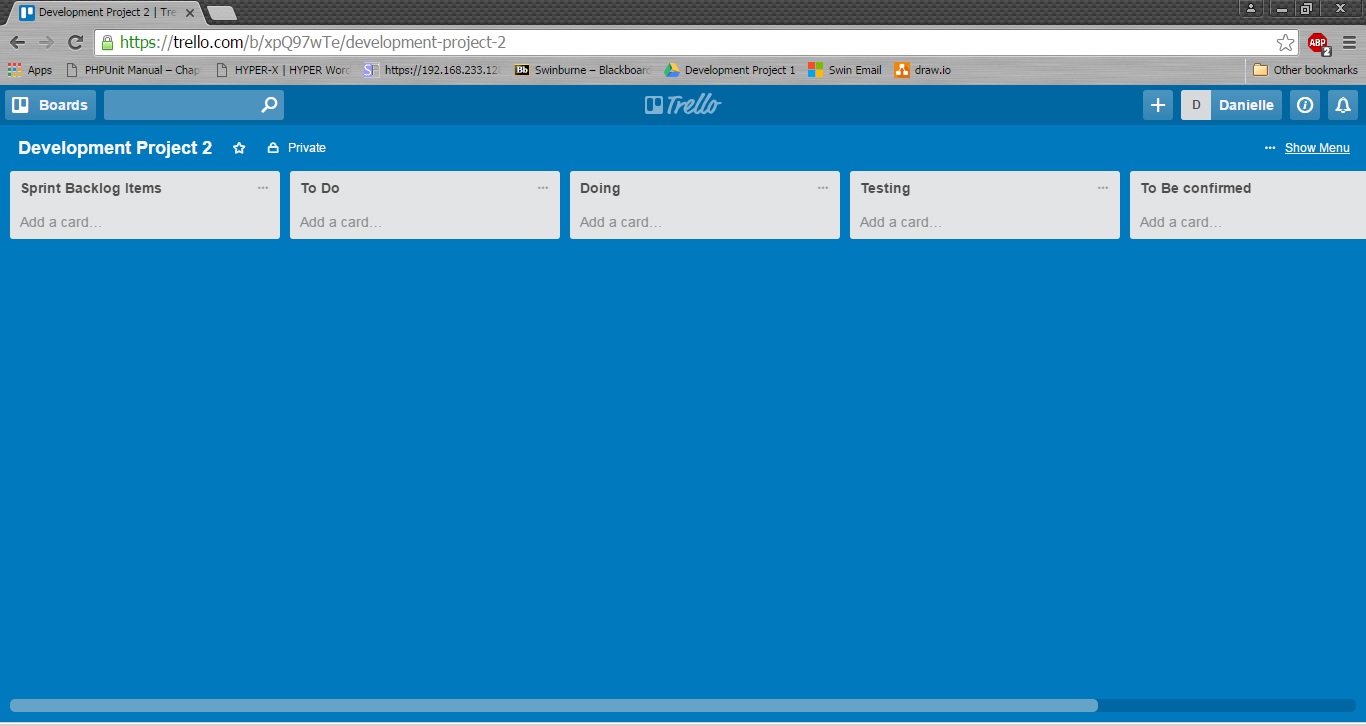 Development Project 2 | Tre
https://trello.com/b/xpQ97wTe/development-project-2
ABP
2
Apps PHPUnit Manual – Chap HYPER-X | HYPER Word https://192.168.233.128 Bb Swinburne – Blackboard Development Project 1 Swin Email draw.io Other bookmarks
Boards Trello + D Danielle
Development Project 2 Private ... Show Menu
Sprint Backlog Items ... To Do ... Doing ... Testing ... To Be confirmed
Add a card... Add a card... Add a card... Add a card... Add a card...